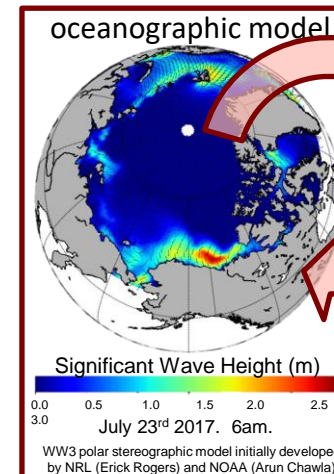 oceanographic model
Significant Wave Height (m)
0.0 0.5 1.0 1.5 2.0 2.5
3.0
July 23rd 2017. 6am.
WW3 polar stereographic model initially develope
by NRL (Erick Rogers) and NOAA (Arun Chawla)